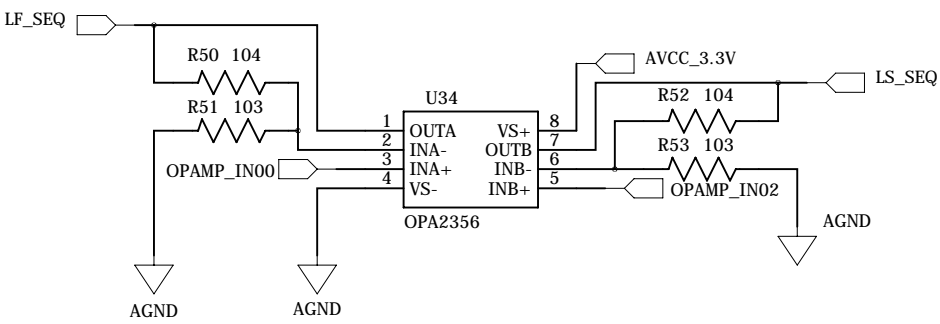 LF_SEQ
R50 104
AVCC_3.3V
LS_SEQ
U34
R51 103
R52 104
1 OUTA VS+ 8
2 INA- OUTB 7
R53 103
OPAMP_IN00 3 INA+ INB- 6
4 VS- INB+ 5 OPAMP_IN02
OPA2356
AGND
AGND
AGND